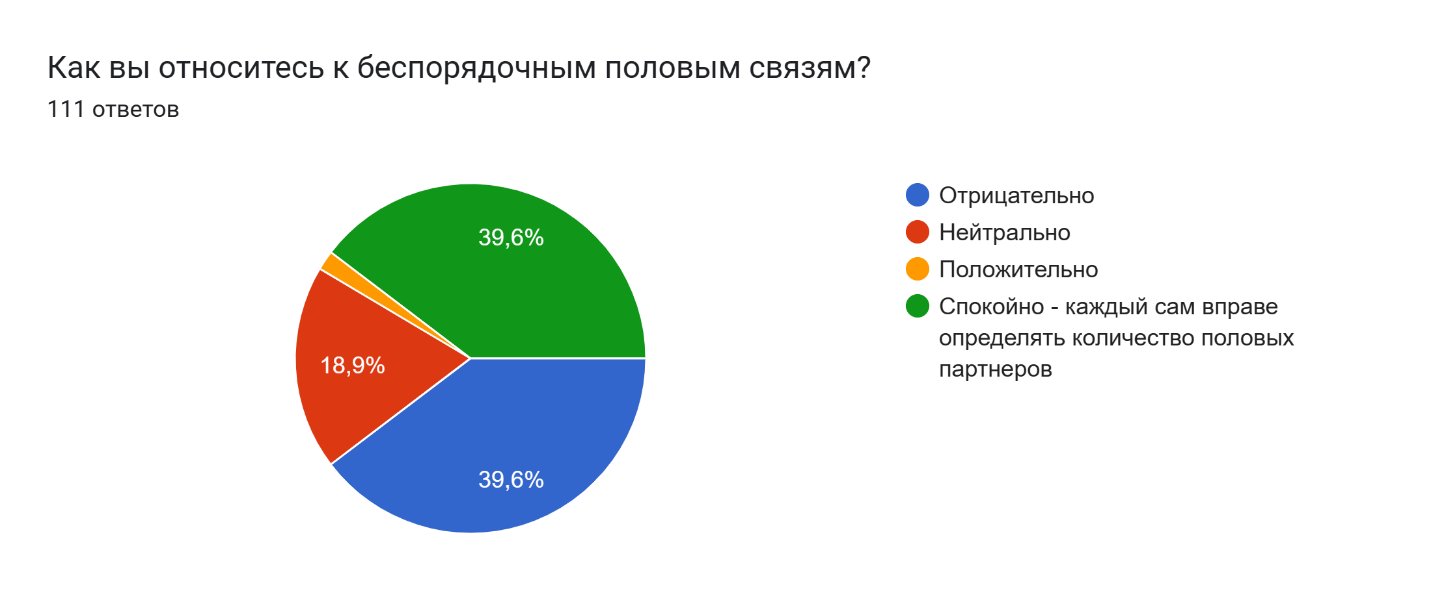 Как вы относитесь к беспорядочным половым связям?
111 ответов
39,6%
18,9%
39,6%
Отрицательно
Нейтрально
Положительно
Спокойно - каждый сам вправе
определять количество половых
партнеров